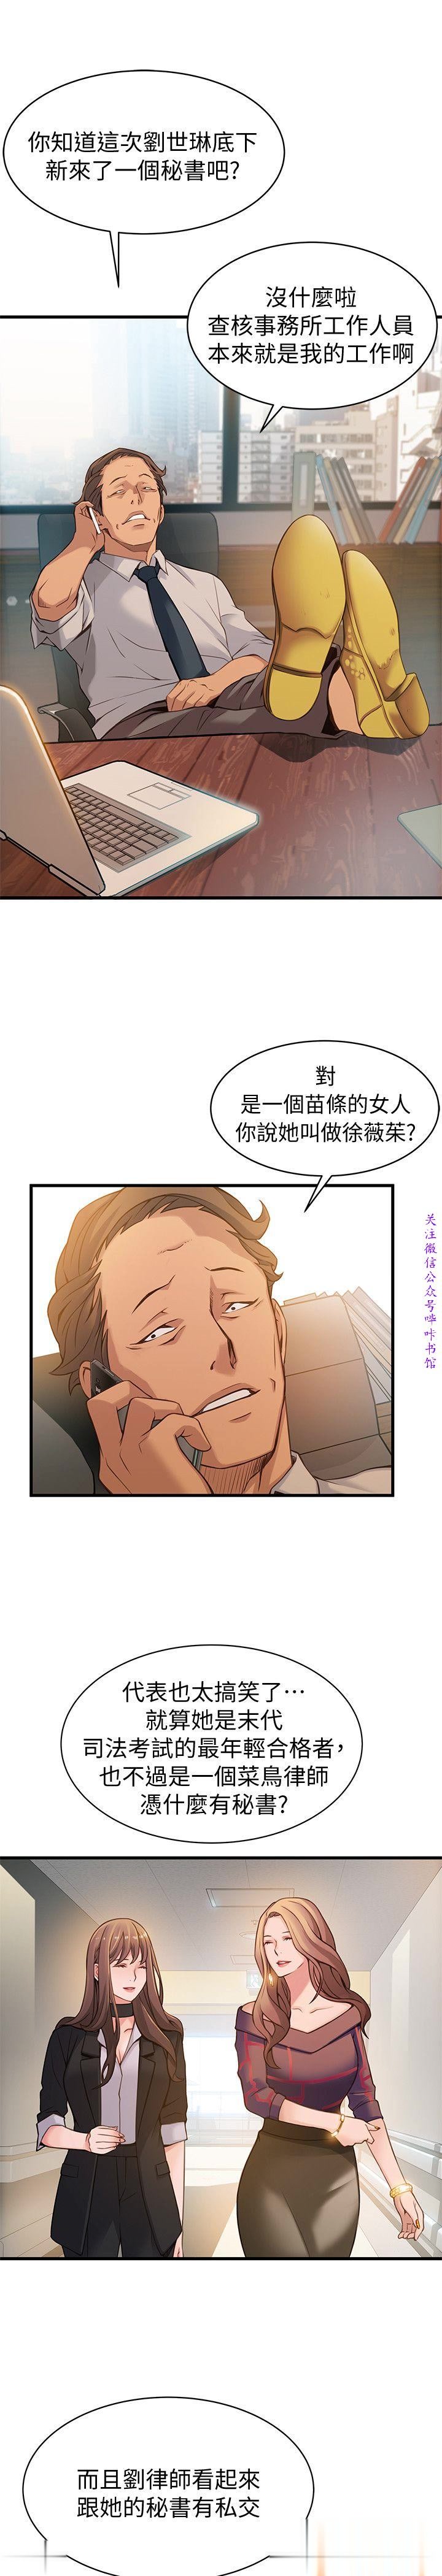 你知道這次劉世琳底下
新來了一個秘書吧?
沒什麼啦
查核事務所工作人員
本來就是我的工作啊
對
是一個苗條的女人
你說她叫做徐薇茱?
关注微信公众号哔咔书馆
代表也太搞笑了…
就算她是末代
司法考試的最年輕合格者,
也不過是一個菜鳥律師
憑什麼有秘書?
而且劉律師看起來
跟她的秘書有私交